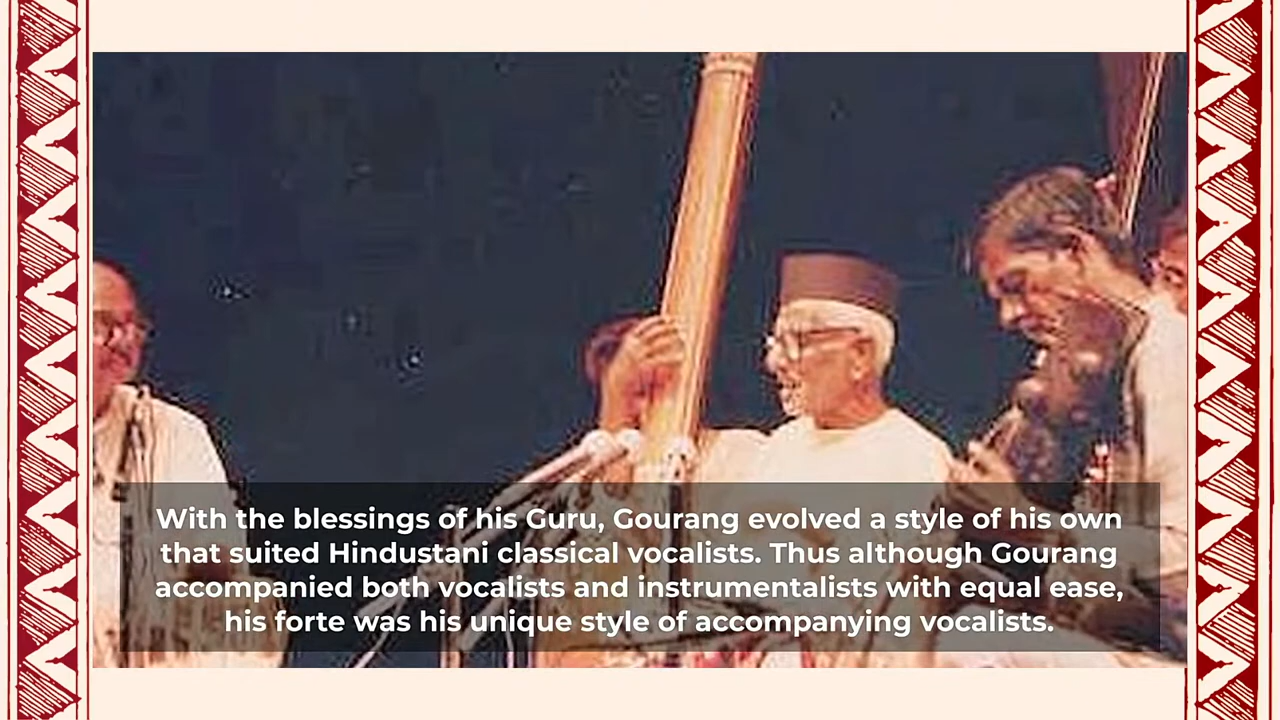 With the blessings of his Guru, Gourang evolved a style of his own
that suited Hindustani classical vocalists. Thus although Gourang
accompanied both vocalists and instrumentalists with equal ease,
his forte was his unique style of accompanying vocalists.